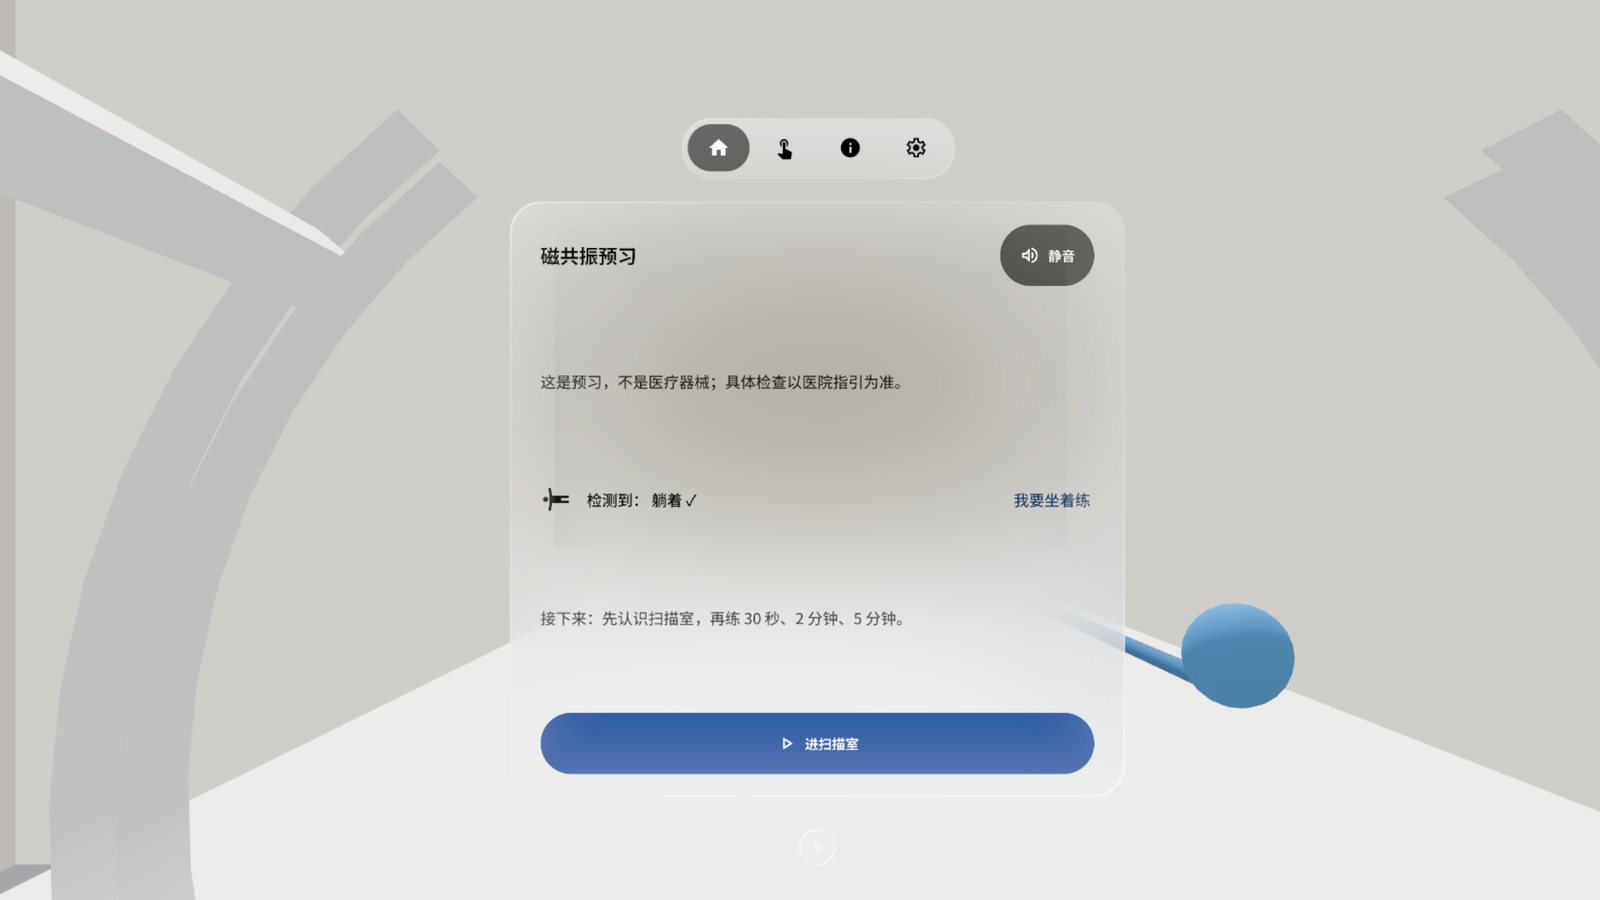 磁共振预习
静音
这是预习，不是医疗器械；具体检查以医院指引为准。
检测到： 躺着 ✓
我要坐着练
接下来：先认识扫描室，再练 30 秒、2 分钟、5 分钟。
进扫描室